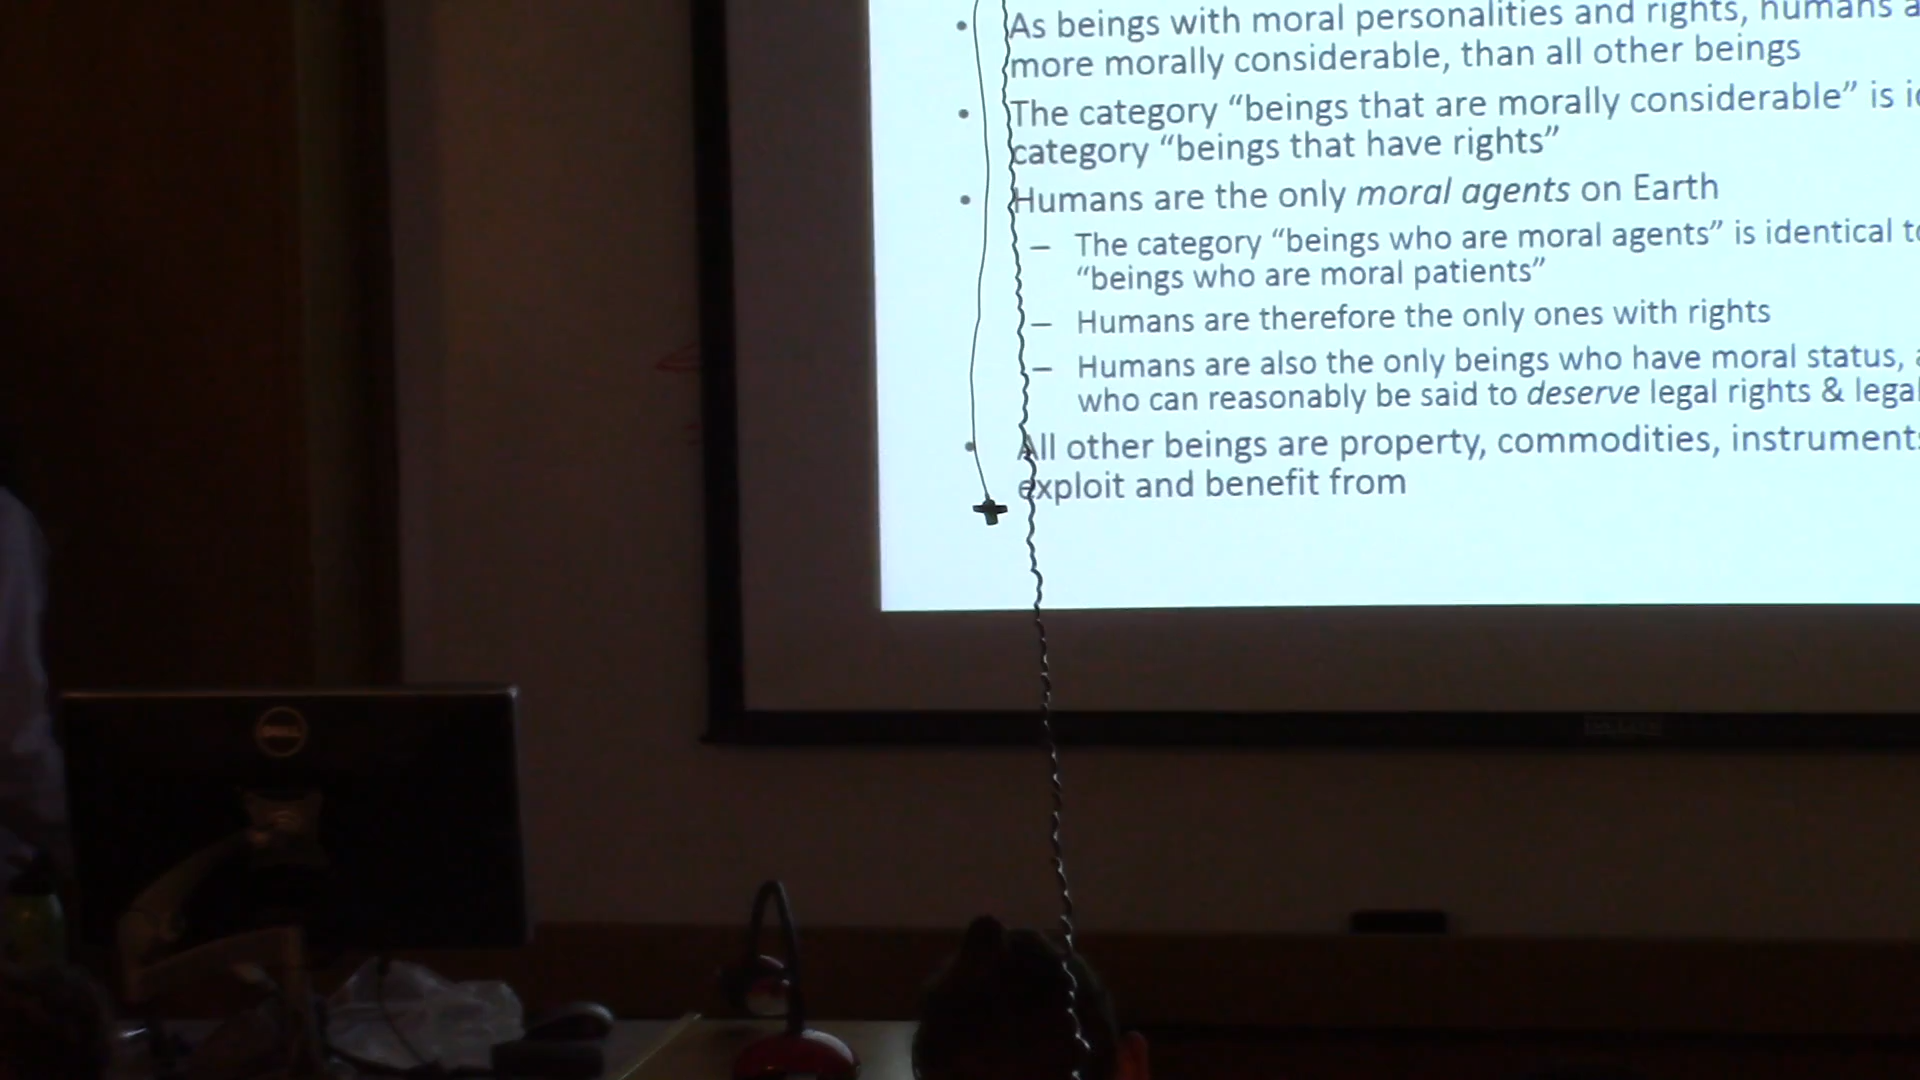 • As beings with moral personalities and rights, humans a
more morally considerable, than all other beings
• The category “beings that are morally considerable” is i
category “beings that have rights”
• Humans are the only moral agents on Earth
– The category “beings who are moral agents” is identical t
“beings who are moral patients”
– Humans are therefore the only ones with rights
– Humans are also the only beings who have moral status, a
who can reasonably be said to deserve legal rights & legal
• All other beings are property, commodities, instruments
exploit and benefit from
DELL